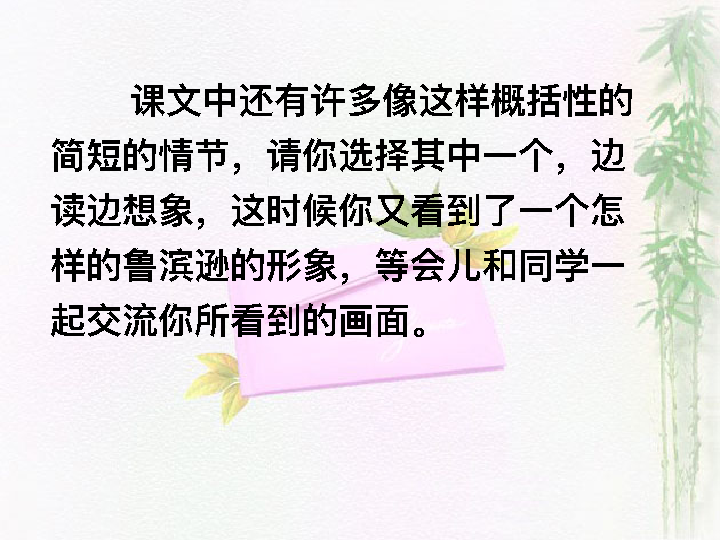 课文中还有许多像这样概括性的
简短的情节，请你选择其中一个，边
读边想象，这时候你又看到了一个怎
样的鲁滨逊的形象，等会儿和同学一
起交流你所看到的画面。